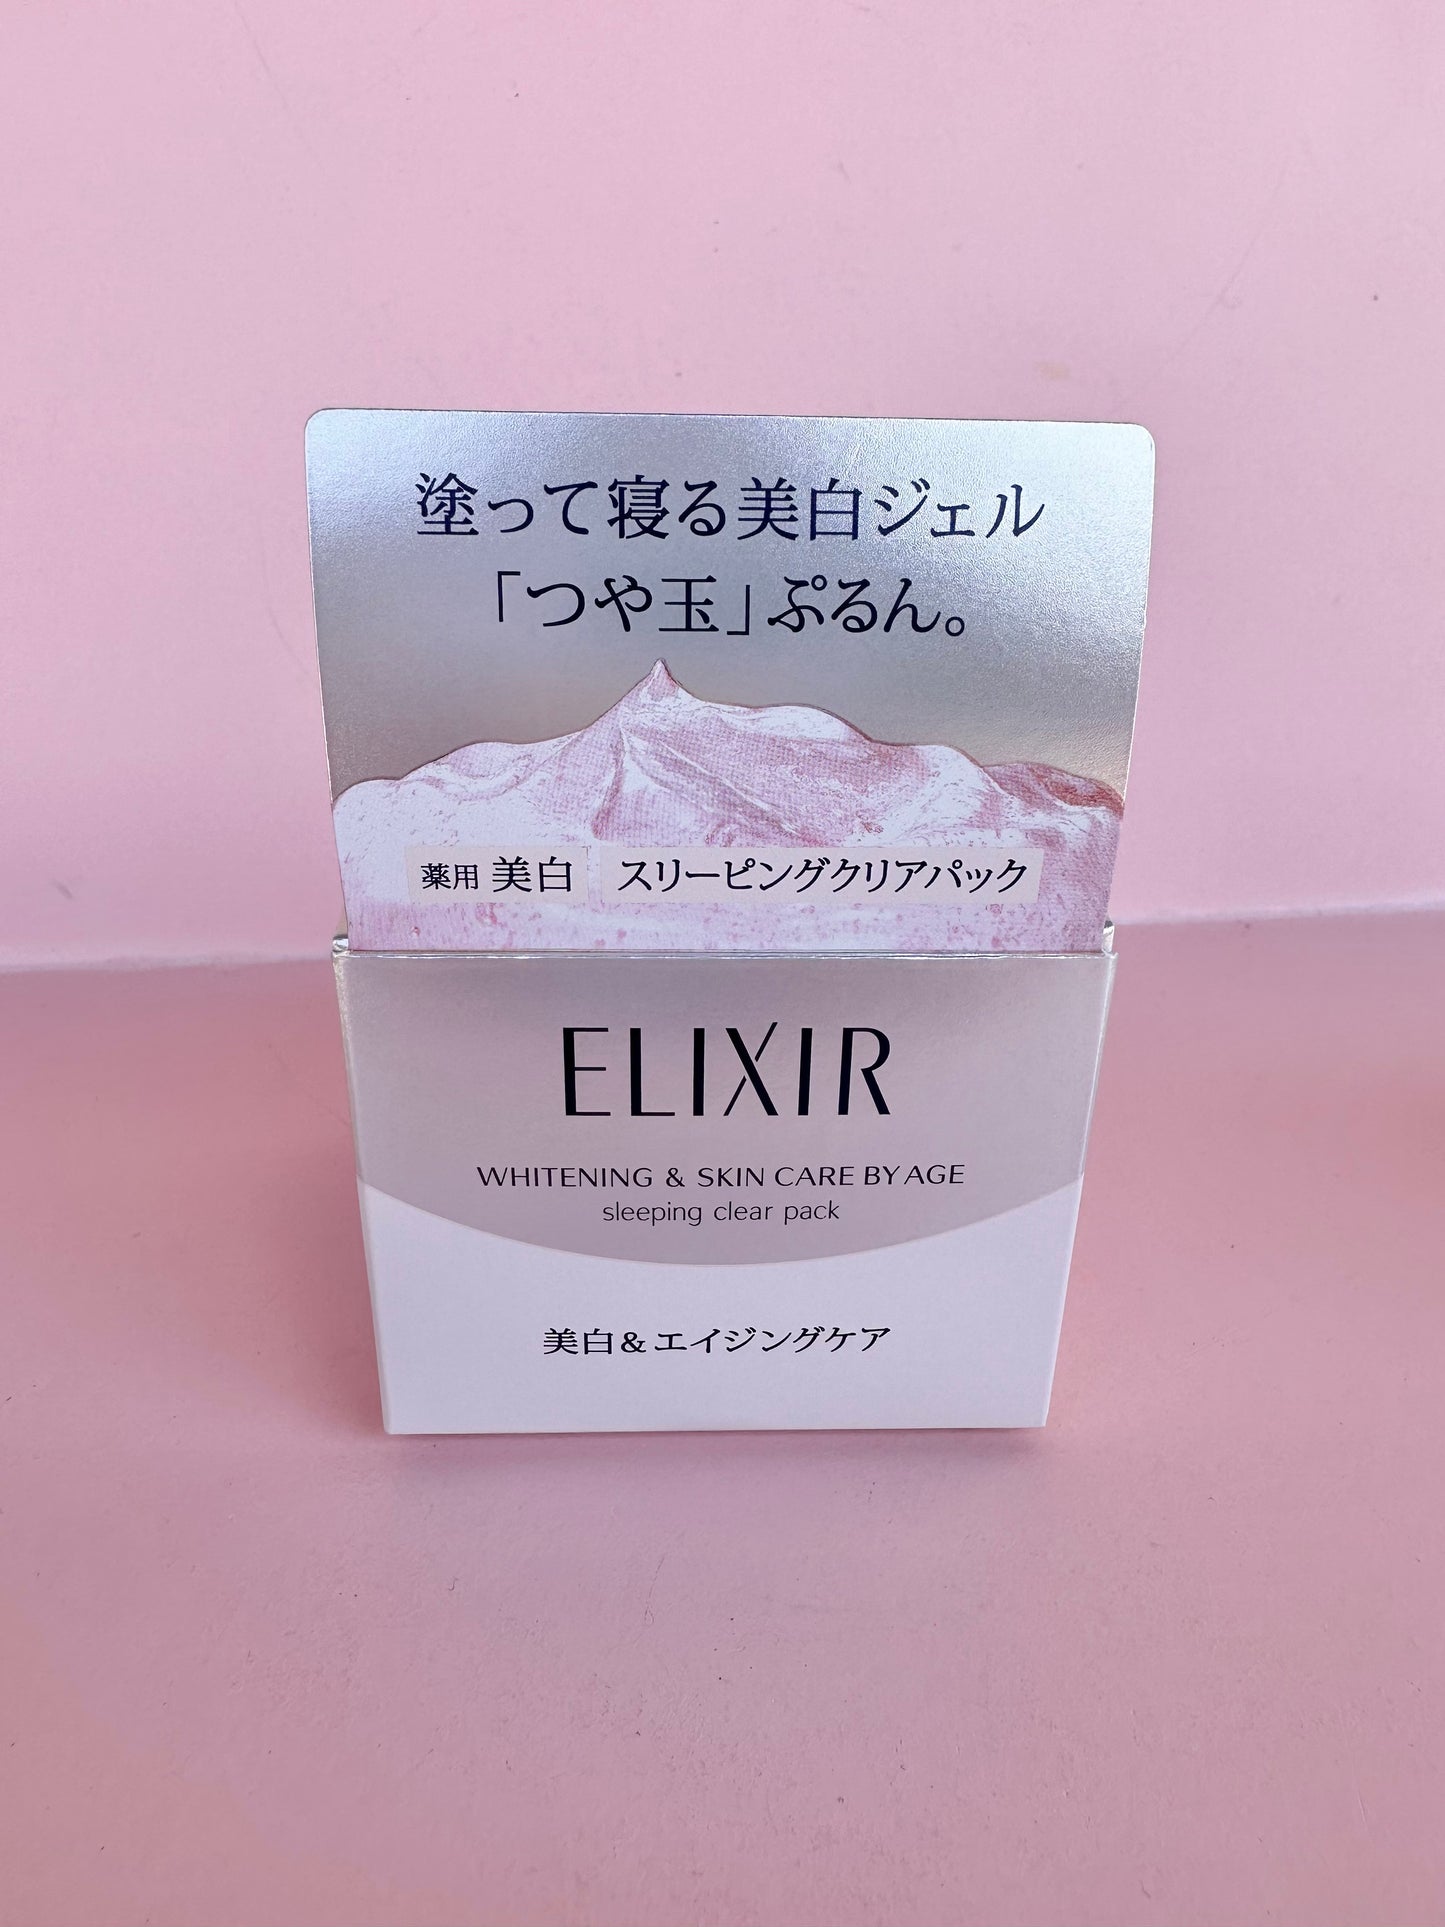 塗って寝る美白ジェル
「つや玉」ぷるん。
薬用 美白 スリーピングクリアパック
ELIXIR
WHITENING & SKIN CARE BY AGE
sleeping clear pack
美白&エイジングケア